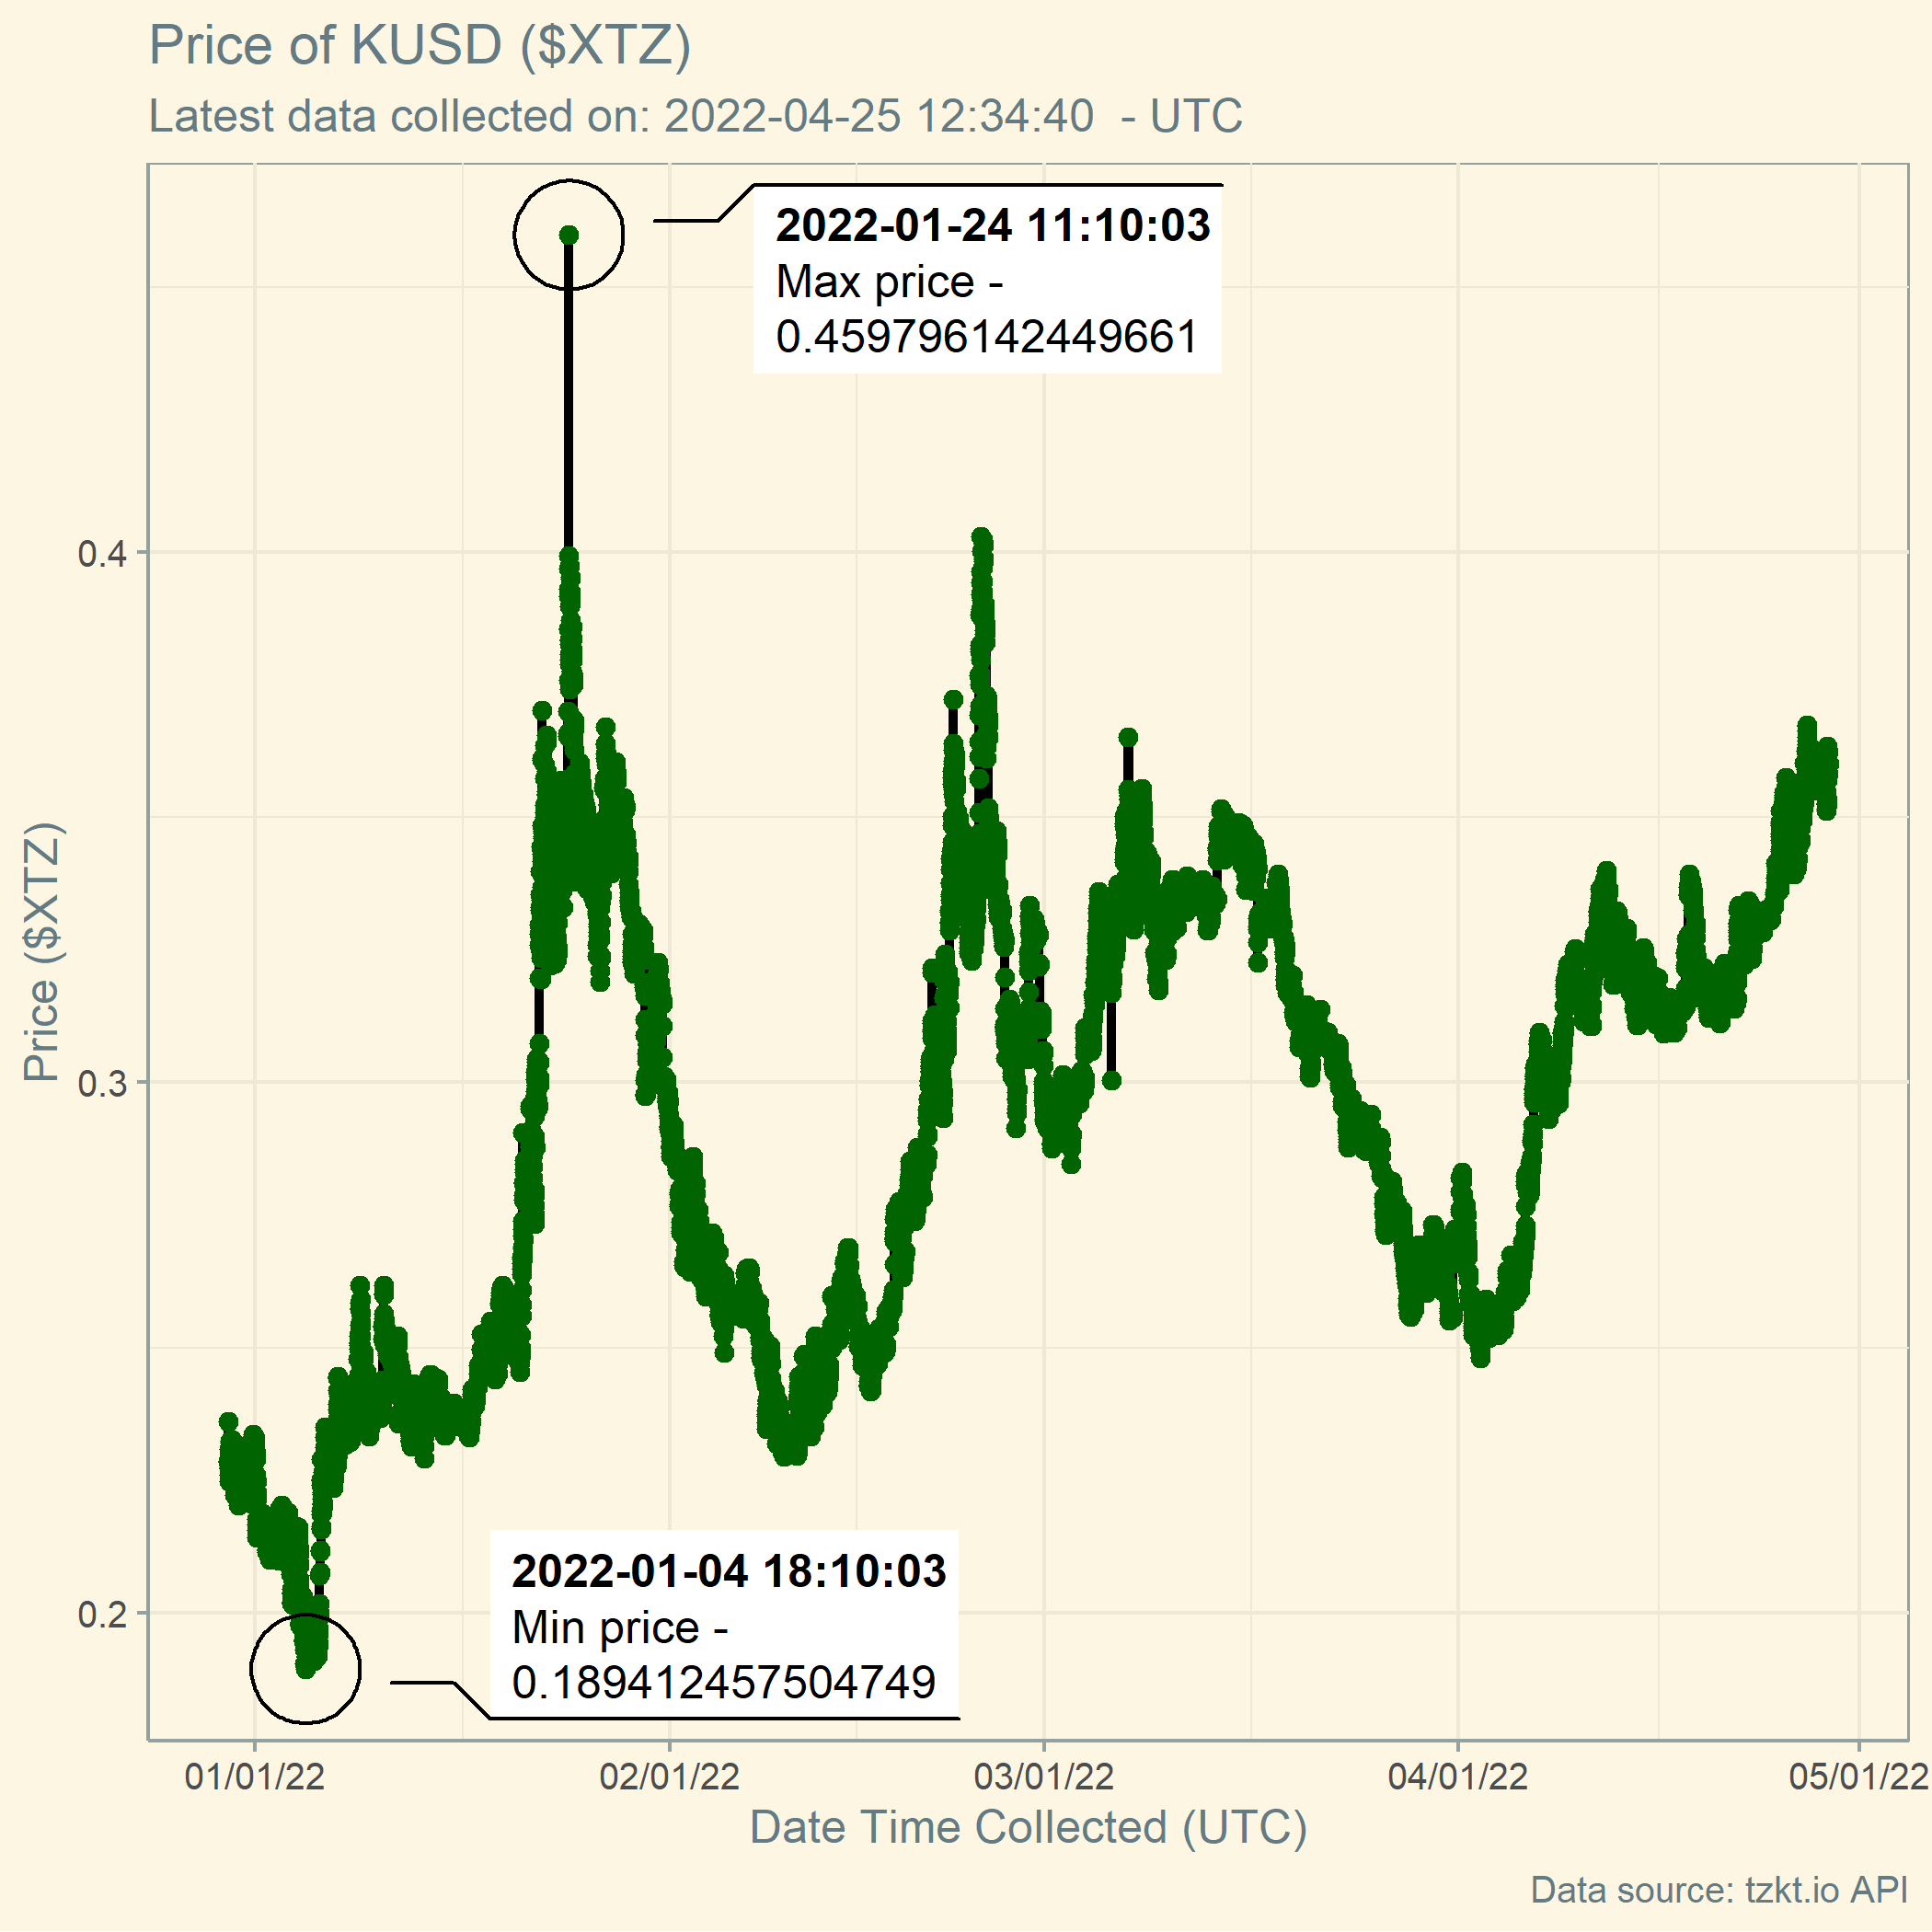 Price of KUSD ($XTZ)
Latest data collected on: 2022-04-25 12:34:40  - UTC
2022-01-24 11:10:03
Max price -
0.459796142449661
0.4
0.3
0.2
Price ($XTZ)
2022-01-04 18:10:03
Min price -
0.189412457504749
01/01/22 02/01/22 03/01/22 04/01/22 05/01/22
Date Time Collected (UTC)
Data source: tzkt.io API